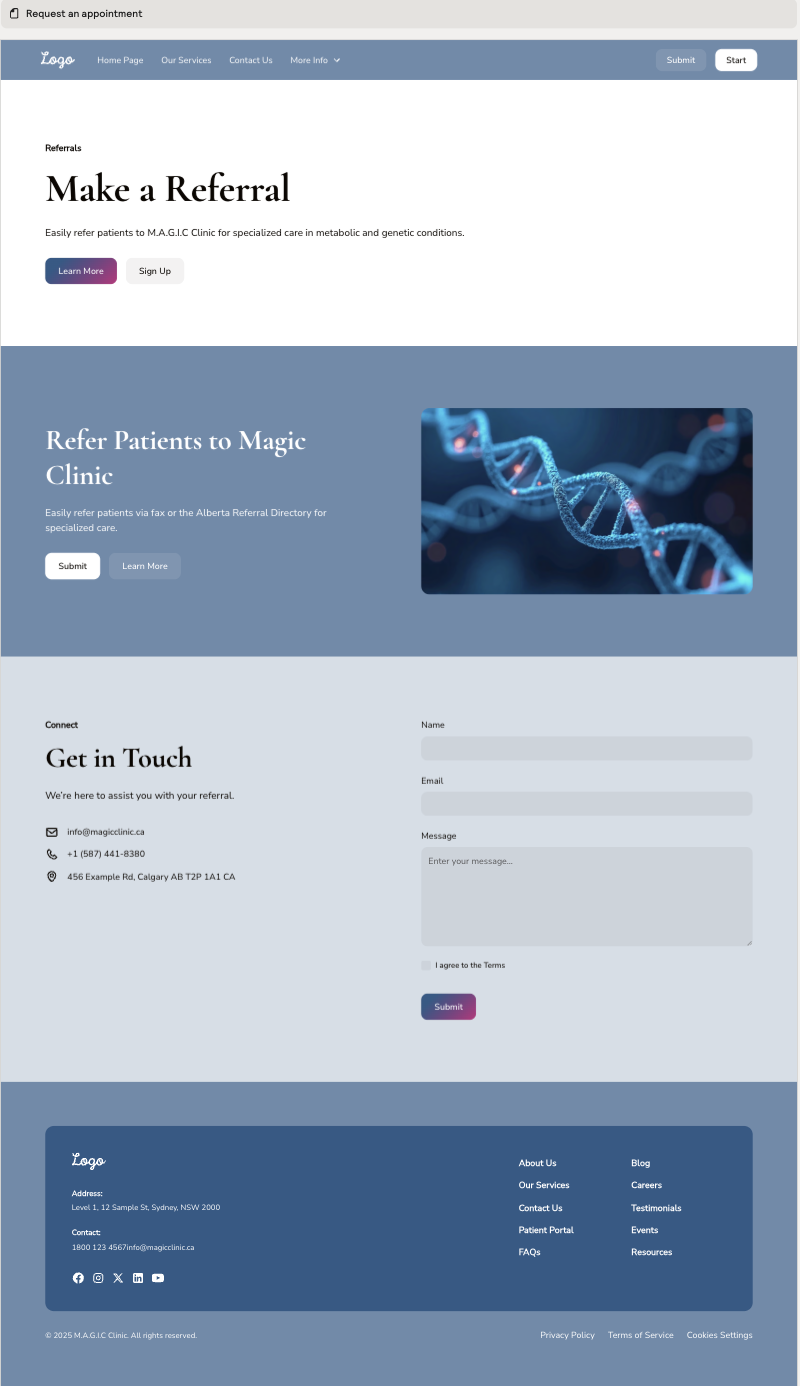 Request an appointment
Logo
Home Page
Our Services
Contact Us
More Info
Submit
Start
Referrals
Make a Referral
Easily refer patients to M.A.G.I.C Clinic for specialized care in metabolic and genetic conditions.
Learn More
Sign Up
Refer Patients to Magic
Clinic
Easily refer patients via fax or the Alberta Referral Directory for
specialized care.
Submit
Learn More
Connect
Get in Touch
We're here to assist you with your referral.
info@magicclinic.ca
+1 (587) 441-8380
456 Example Rd, Calgary AB T2P 1A1 CA
Name
Email
Message
Enter your message...
I agree to the Terms
Submit
Logo
Address:
Level 1, 12 Sample St, Sydney, NSW 2000
Contact:
1800 123 4567info@magicclinic.ca
About Us
Our Services
Contact Us
Patient Portal
FAQs
Blog
Careers
Testimonials
Events
Resources
© 2025 M.A.G.I.C Clinic. All rights reserved.
Privacy Policy
Terms of Service
Cookies Settings